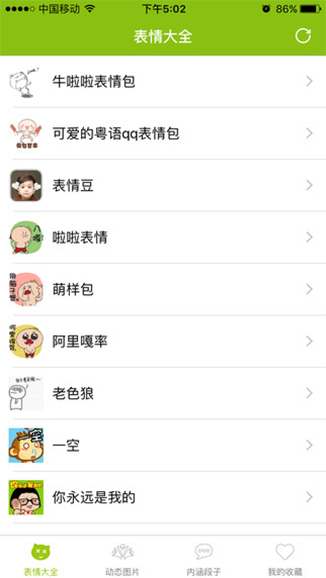 中国移动 下午5:02 86%
表情大全
牛啦啦表情包
可爱的粤语qq表情包
表情豆
啦啦表情
萌样包
阿里嘎率
老色狼
一空
你永远是我的
表情大全 动态图片 内涵段子 我的收藏